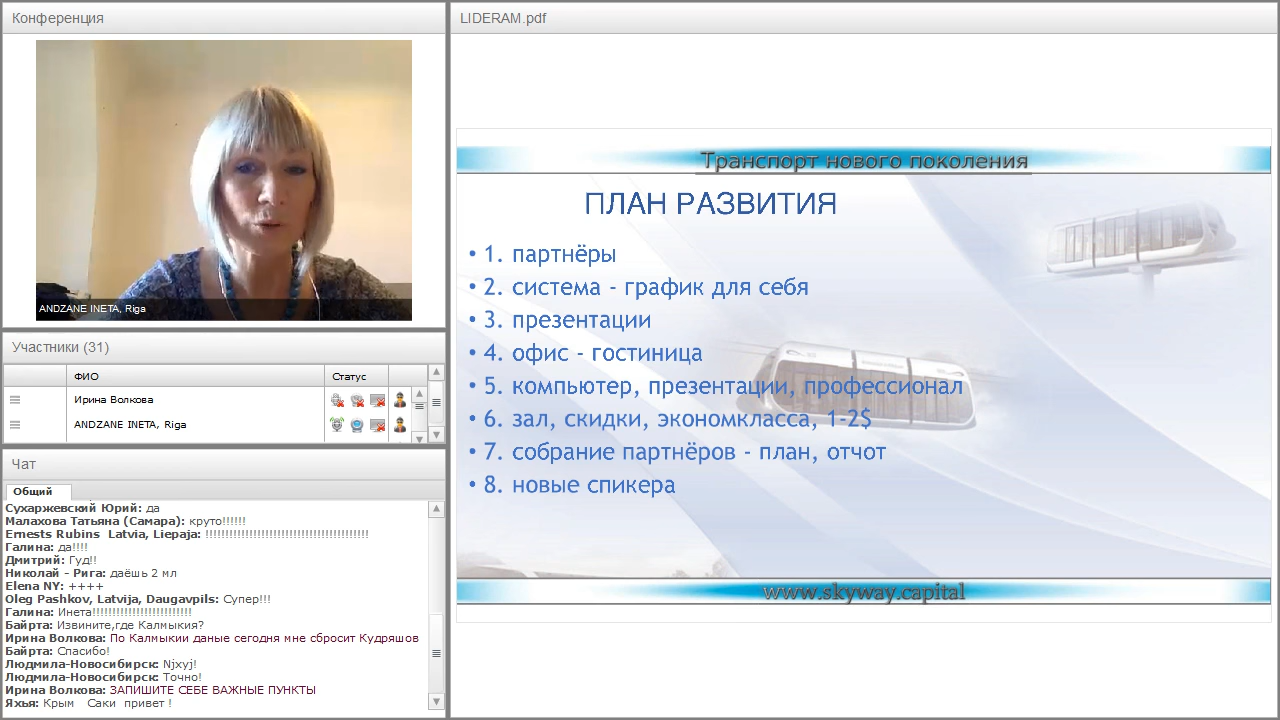 Конференция
ANDZANE INETA, Riga
Участники (31)
ФИО Статус
Ирина Волкова
ANDZANE INETA, Riga
Чат
Общий
Сухаржевский Юрий: да
Малахова Татьяна (Самара): круто!!!!!!
Ernests Rubins Latvia, Liepaja: !!!!!!!!!!!!!!!!!!!!!!!!!!!!!!!!!!!!!!!!!
Галина: да!!!!
Дмитрий: Гуд!!
Николай - Рига: даёшь 2 мл
Elena NY: ++++
Oleg Pashkov, Latvija, Daugavpils: Супер!!!
Галина: Инета!!!!!!!!!!!!!!!!!!!!!!!!!
Байрта: Извините,где Калмыкия?
Ирина Волкова: По Калмыкии даные сегодня мне сбросит Кудряшов
Байрта: Спасибо!
Людмила-Новосибирск: Njxyj!
Людмила-Новосибирск: Точно!
Ирина Волкова: ЗАПИШИТЕ СЕБЕ ВАЖНЫЕ ПУНКТЫ
Яхья: Крым Саки привет !
LIDERAM.pdf
Транспорт нового поколения
ПЛАН РАЗВИТИЯ
• 1. партнёры
• 2. система - график для себя
• 3. презентации
• 4. офис - гостиница
• 5. компьютер, презентации, профессионал
• 6. зал, скидки, экономкласса, 1-2$
• 7. собрание партнёров - план, отчот
• 8. новые спикера
www.skyway.capital